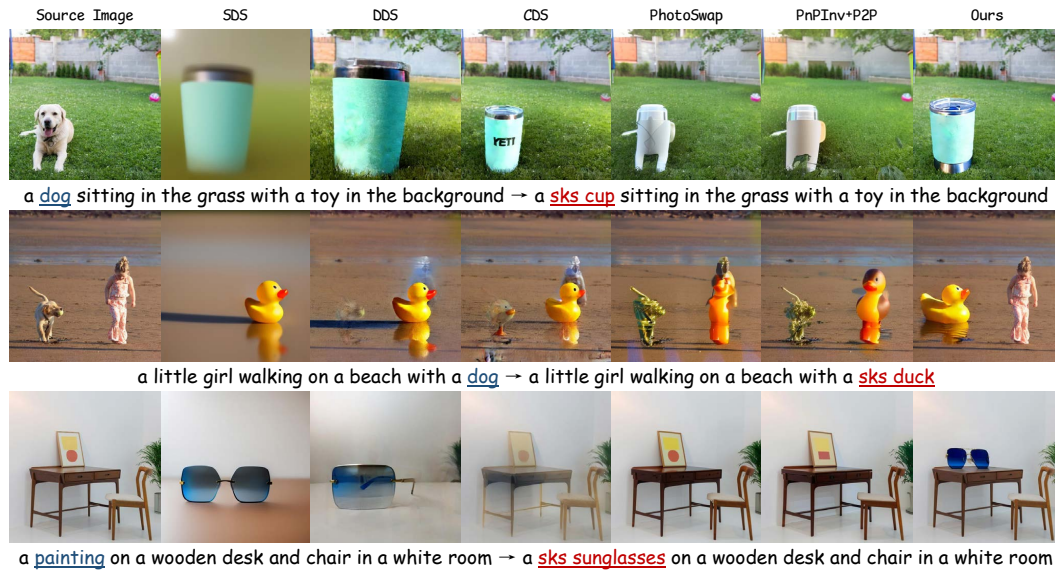 Source Image SDS DDS CDS PhotoSwap PnPInv+P2P Ours
YETI
a dog sitting in the grass with a toy in the background → a sks cup sitting in the grass with a toy in the background
a little girl walking on a beach with a dog → a little girl walking on a beach with a sks duck
a painting on a wooden desk and chair in a white room → a sks sunglasses on a wooden desk and chair in a white room